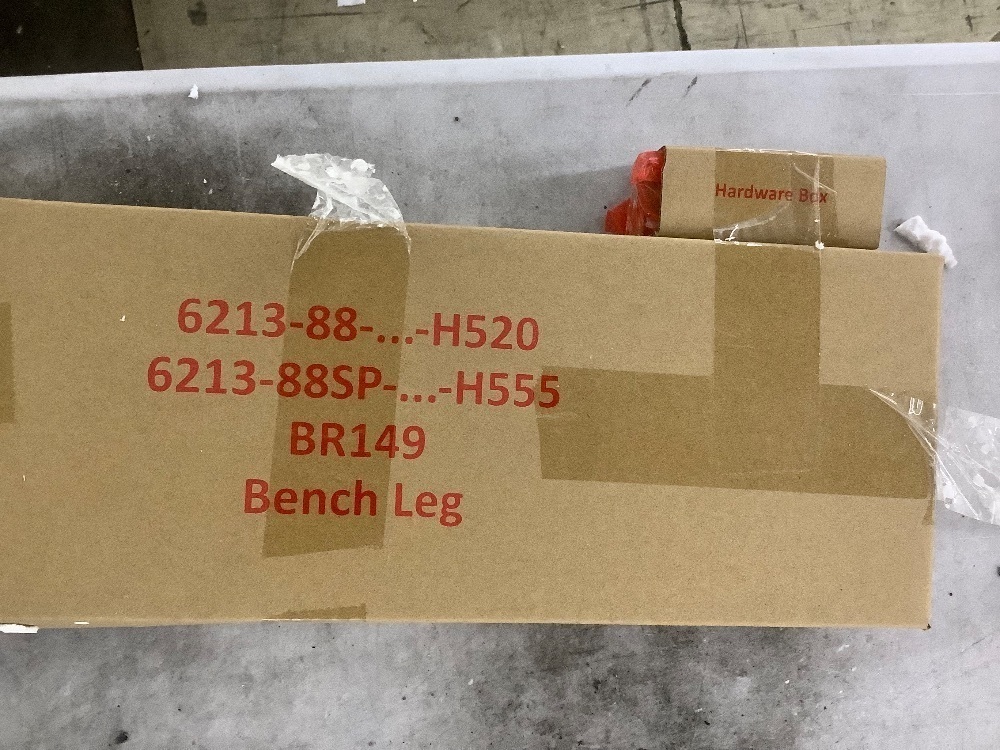 Hardware Box
6213-88-...-H520
6213-88SP-...-H555
BR149
Bench Leg